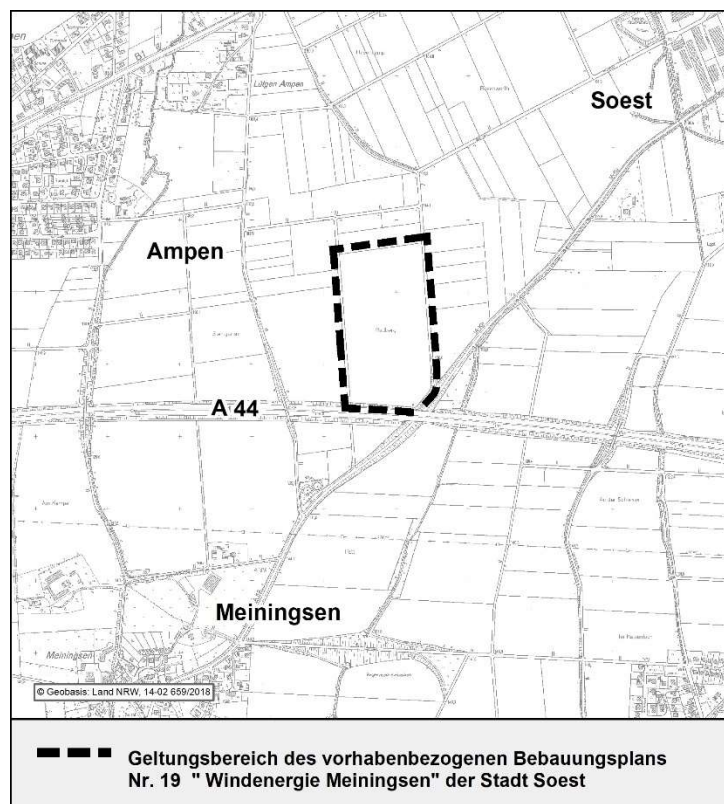 Lütgen Ampen
Soest
Ampen
A 44
Meiningsen
Meiningsen
© Geobasis: Land NRW, 14-02 659/2018
Geltungsbereich des vorhabenbezogenen Bebauungsplans
Nr. 19 " Windenergie Meiningsen" der Stadt Soest